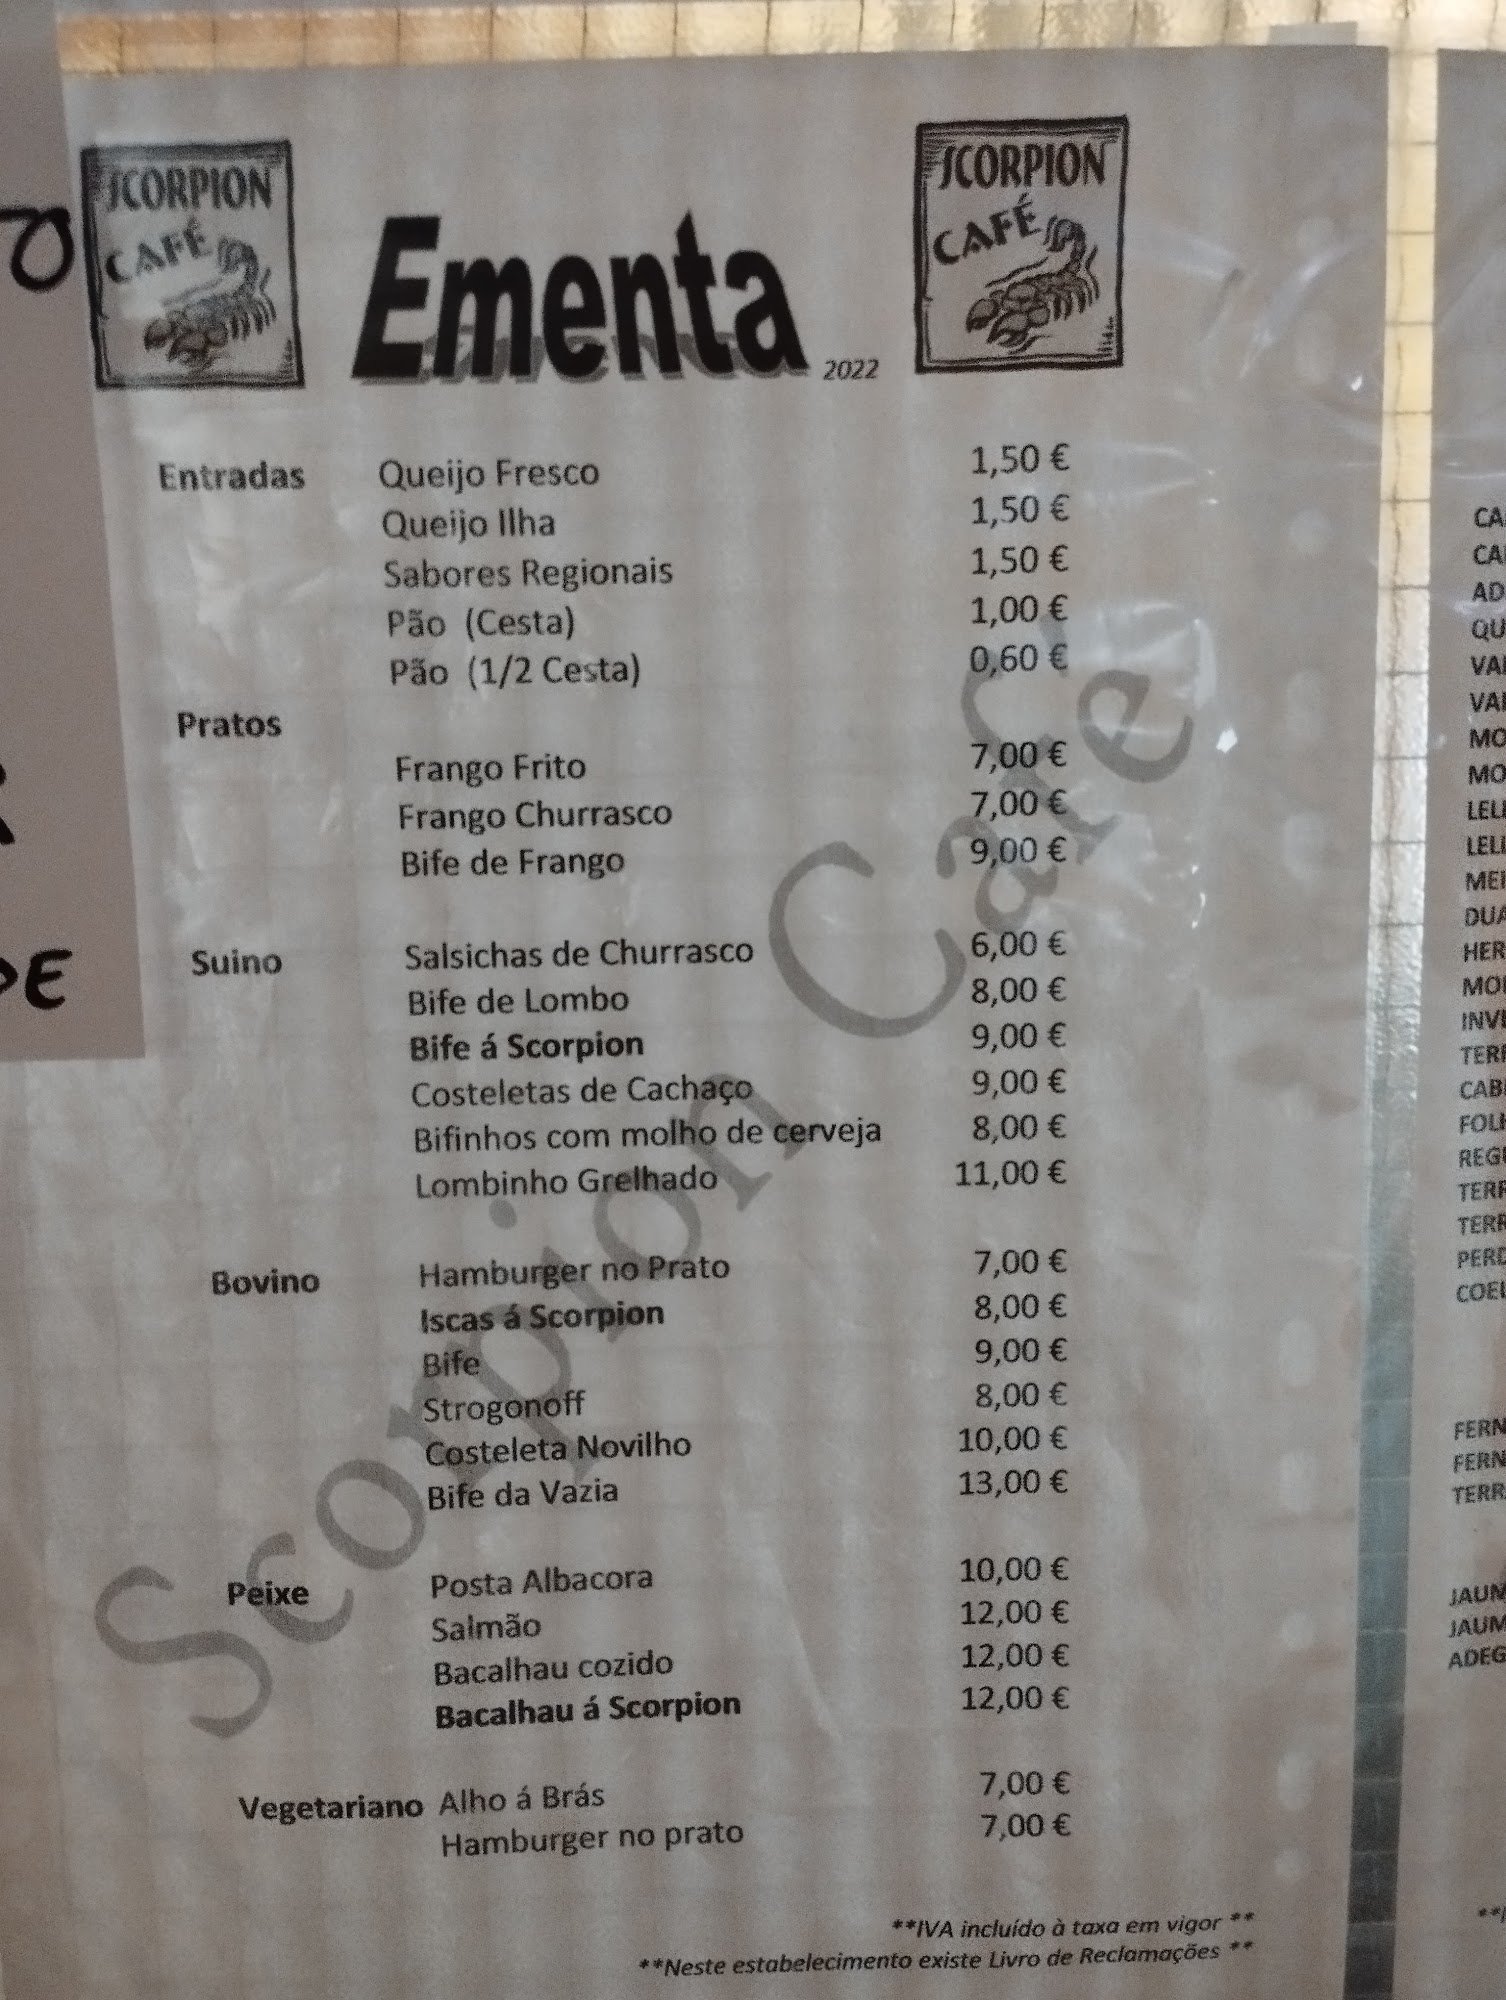 SCORPION
CAFÉ
SCORPION
CAFÉ
Ementa 2022
Entradas Queijo Fresco 1,50 €
Queijo Ilha 1,50 €
Sabores Regionais 1,50 €
Pão (Cesta) 1,00 €
Pão (1/2 Cesta) 0,60 €
Pratos
Frango Frito 7,00 €
Frango Churrasco 7,00 €
Bife de Frango 9,00 €
Suino Salsichas de Churrasco 6,00 €
Bife de Lombo 8,00 €
Bife á Scorpion 9,00 €
Costeletas de Cachaço 9,00 €
Bifinhos com molho de cerveja 8,00 €
Lombinho Grelhado 11,00 €
Bovino Hamburger no Prato 7,00 €
Iscas á Scorpion 8,00 €
Bife 9,00 €
Strogonoff 8,00 €
Costeleta Novilho 10,00 €
Bife da Vazia 13,00 €
Peixe Posta Albacora 10,00 €
Salmão 12,00 €
Bacalhau cozido 12,00 €
Bacalhau á Scorpion 12,00 €
Vegetariano Alho á Brás 7,00 €
Hamburger no prato 7,00 €
**IVA incluído à taxa em vigor **
**Neste estabelecimento existe Livro de Reclamações **
Scorpion Café